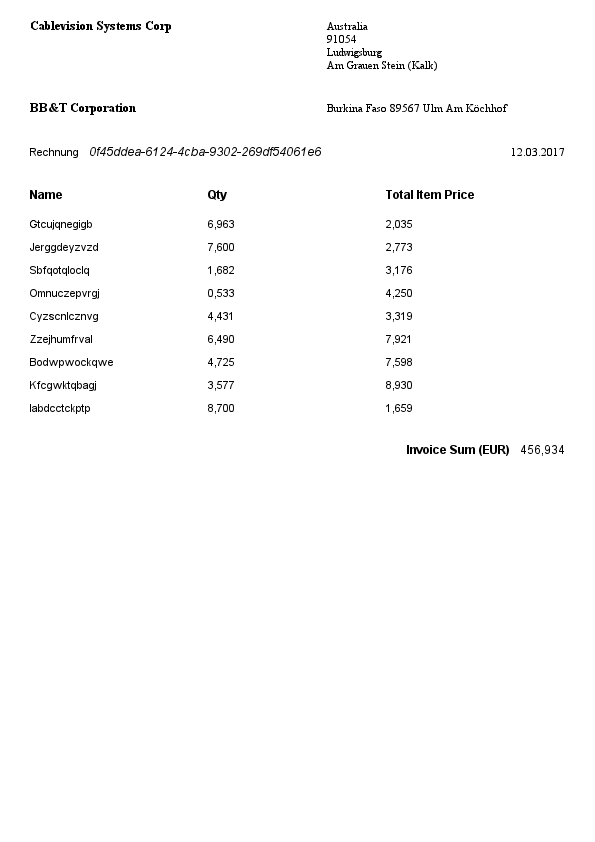 Cablevision Systems Corp
Australia
91054
Ludwigsburg
Am Grauen Stein (Kalk)
BB&T Corporation Burkina Faso 89567 Ulm Am Köchhof
Rechnung 0f45ddea-6124-4cba-9302-269df54061e6 12.03.2017
Name Qty Total Item Price
Gtcujqnegigb 6,963 2,035
Jerggdeyzvzd 7,600 2,773
Sbfqotqloclq 1,682 3,176
Omnuczepvrgj 0,533 4,250
Cyzscnlcznvg 4,431 3,319
Zzejhumfrval 6,490 7,921
Bodwpwockqwe 4,725 7,598
Kfcgwktqbagj 3,577 8,930
Iabdcctckptp 8,700 1,659
Invoice Sum (EUR) 456,934